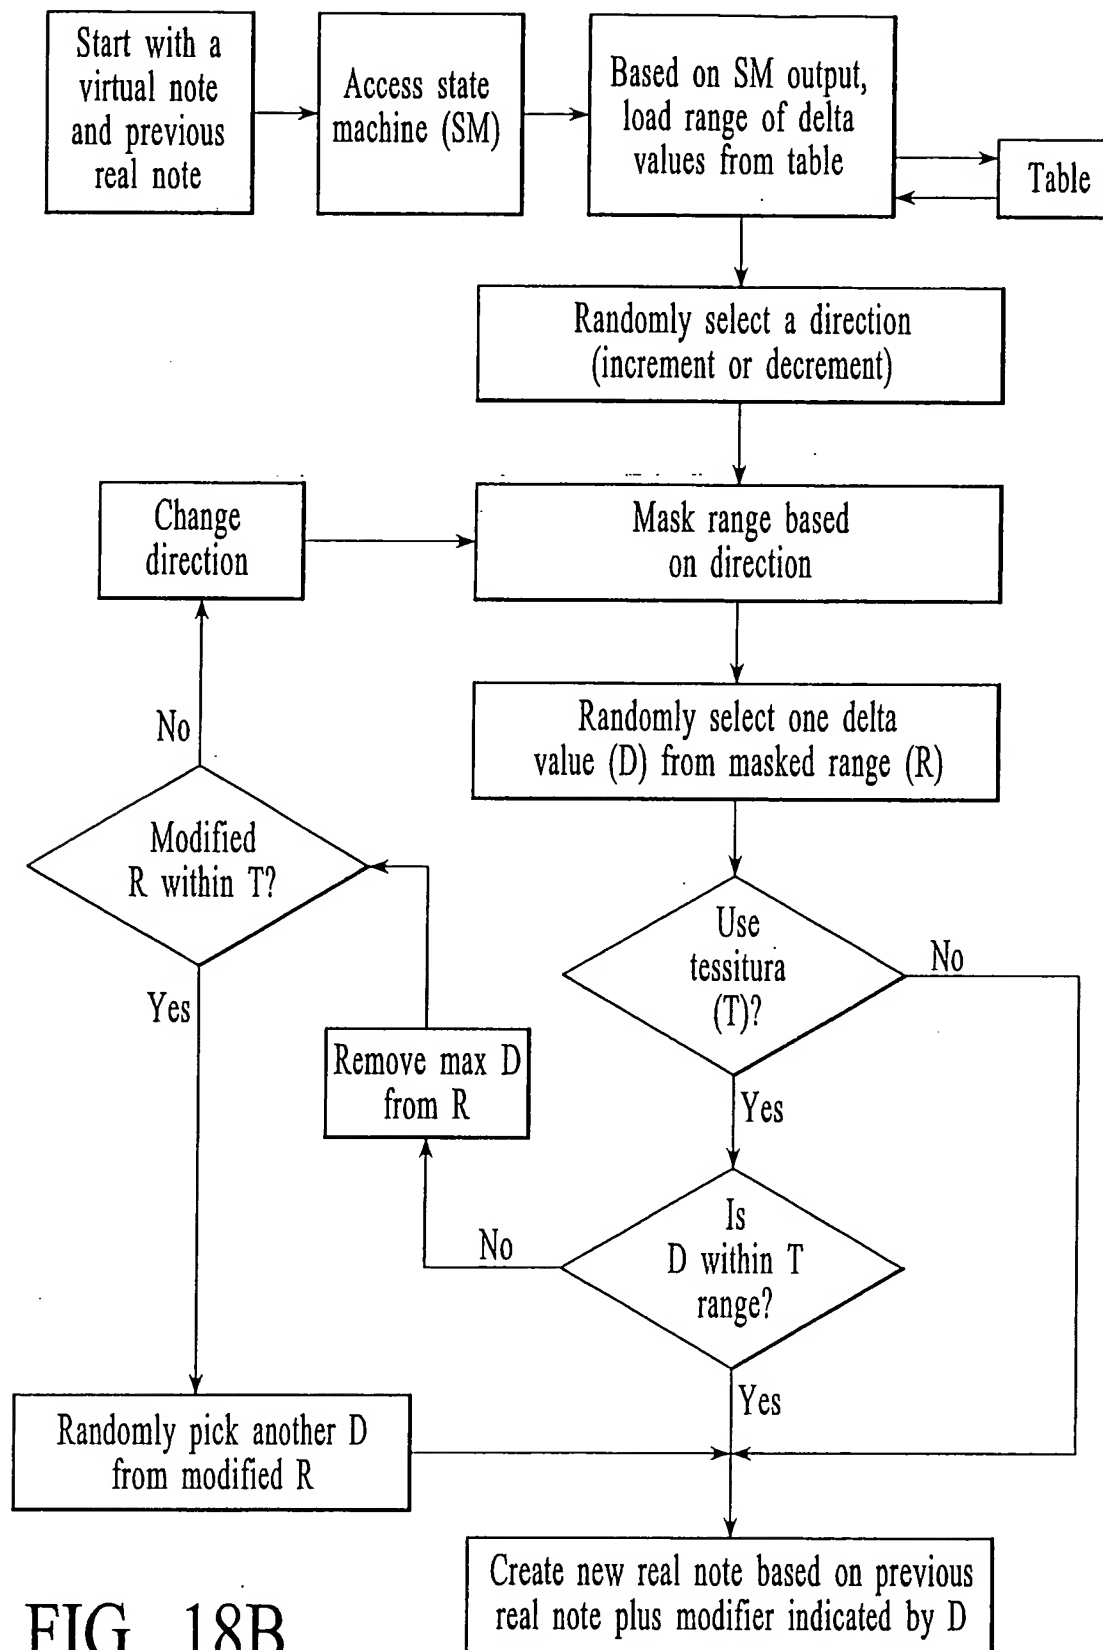 Start with a
virtual note
and previous
real note
Access state
machine (SM)
Based on SM output,
load range of delta
values from table
Table
Randomly select a direction
(increment or decrement)
Change
direction
Mask range based
on direction
No
Randomly select one delta
value (D) from masked range (R)
Modified
R within T?
Use
tessitura
(T)?
No
Yes
Remove max D
from R
Yes
No
Is
D within T
range?
Yes
Randomly pick another D
from modified R
Create new real note based on previous
real note plus modifier indicated by D
FIG. 18B